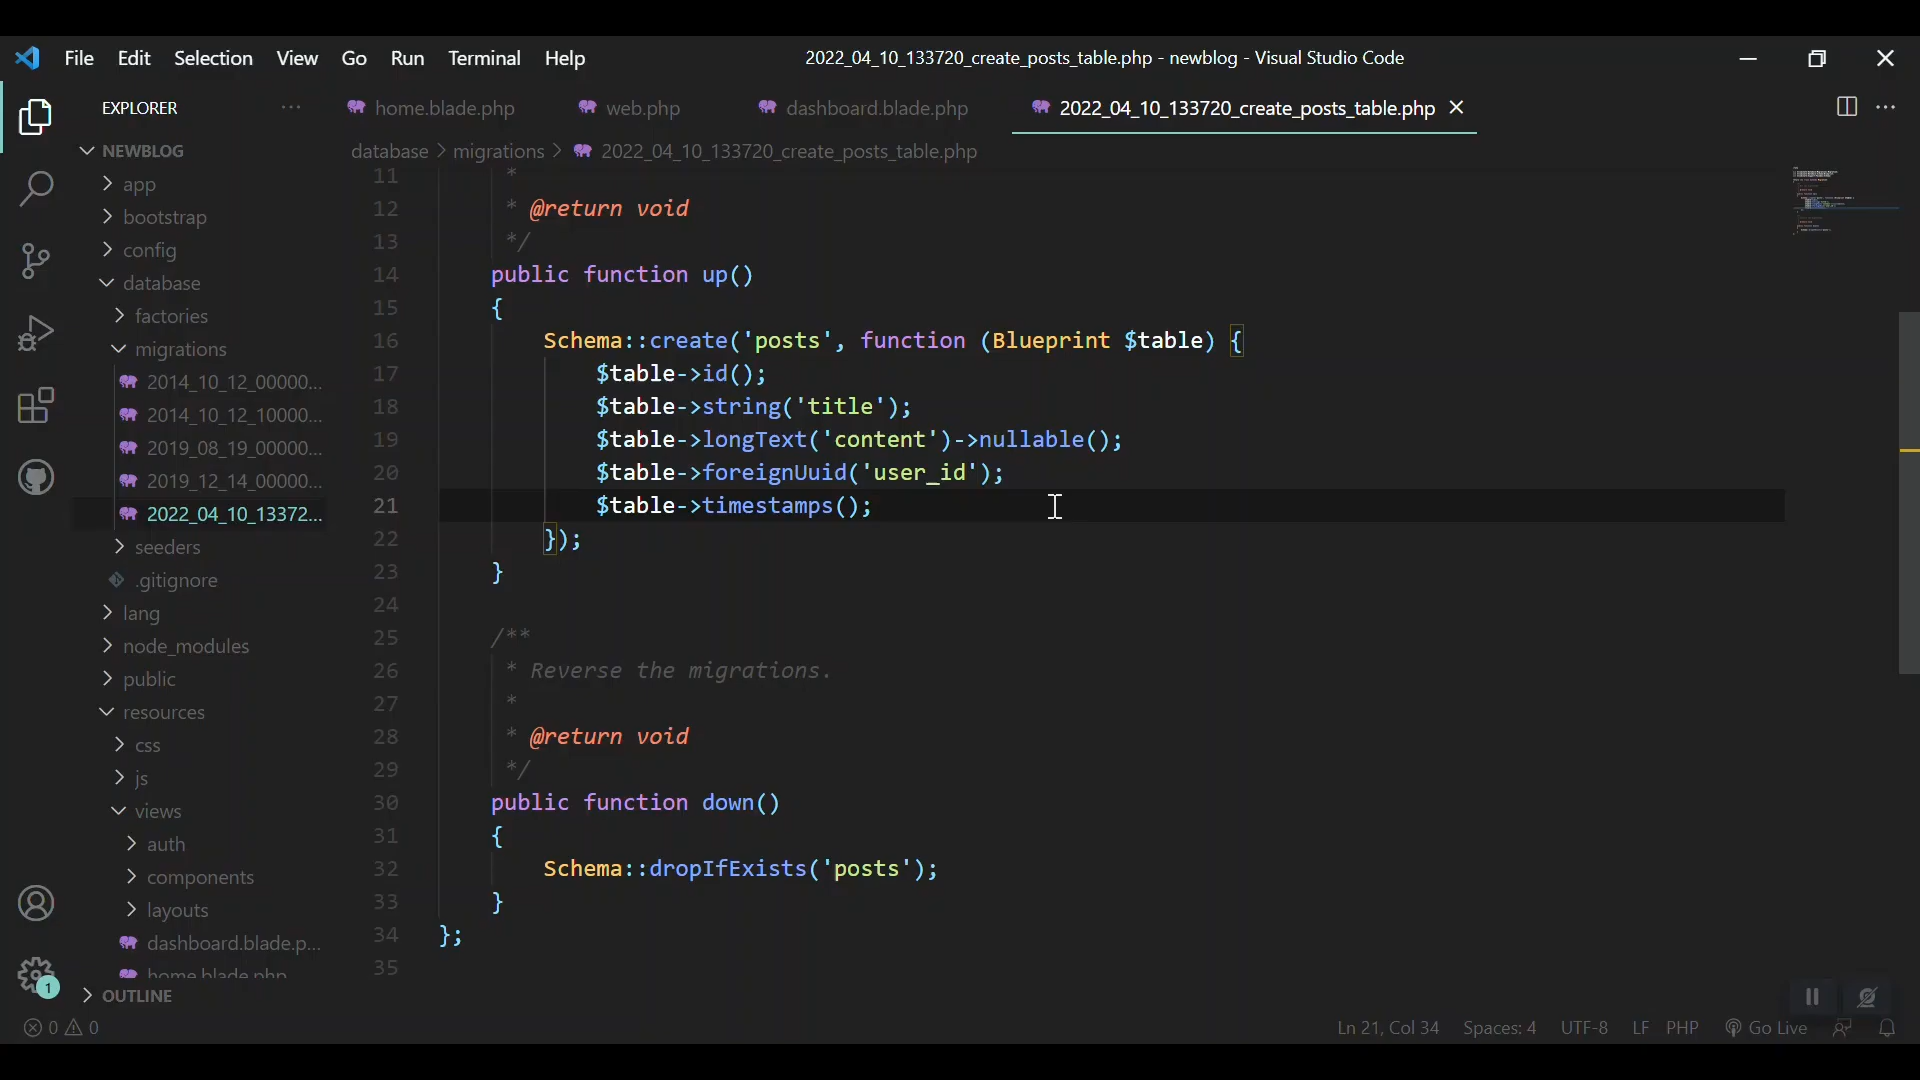 File Edit Selection View Go Run Terminal Help 2022_04_10_133720_create_posts_table.php - newblog - Visual Studio Code
EXPLORER ··· home.blade.php web.php dashboard.blade.php 2022_04_10_133720_create_posts_table.php
NEWBLOG
database > migrations > 2022_04_10_133720_create_posts_table.php
app
bootstrap
config
database
factories
migrations
2014_10_12_00000...
2014_10_12_10000...
2019_08_19_00000...
2019_12_14_00000...
2022_04_10_13372...
seeders
.gitignore
lang
node_modules
public
resources
css
js
views
auth
components
layouts
dashboard.blade.p...
home.blade.php
OUTLINE
11 *
12 * @return void
13 */
14 public function up()
15 {
16 Schema::create('posts', function (Blueprint $table) {
17 $table->id();
18 $table->string('title');
19 $table->longText('content')->nullable();
20 $table->foreignUuid('user_id');
21 $table->timestamps();
22 });
23 }
24
25 /**
26 * Reverse the migrations.
27 *
28 * @return void
29 */
30 public function down()
31 {
32 Schema::dropIfExists('posts');
33 }
34 };
35
1
0 0 Ln 21, Col 34 Spaces: 4 UTF-8 LF PHP Go Live